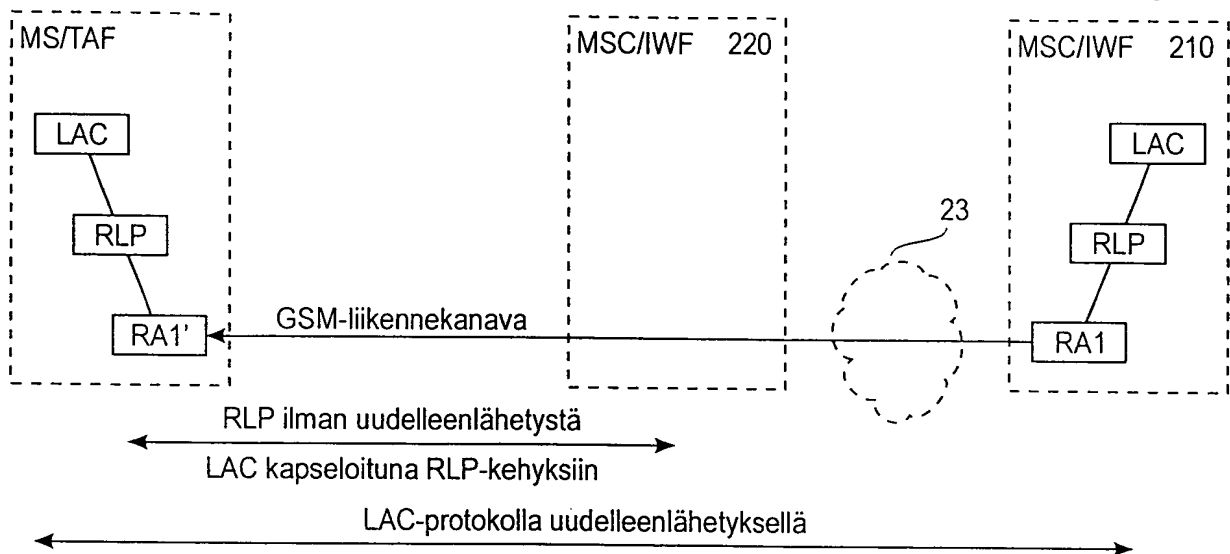 MS/TAF
MSC/IWF 220
MSC/IWF 210
LAC
LAC
RLP
RLP
23
RA1'
GSM-liikennekanava
RA1
RLP ilman uudelleenlähetystä
LAC kapseloituna RLP-kehyksiin
LAC-protokolla uudelleenlähetyksellä